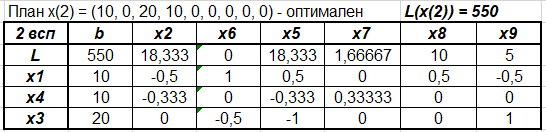 План x(2) = (10, 0, 20, 10, 0, 0, 0, 0, 0) - оптимален L(x(2)) = 550
2 всп b x2 x6 x5 x7 x8 x9
L 550 18,333 0 18,333 1,66667 10 5
x1 10 -0,5 1 0,5 0 0,5 -0,5
x4 10 -0,333 0 -0,333 0,33333 0 0
x3 20 0 -0,5 -1 0 0 1